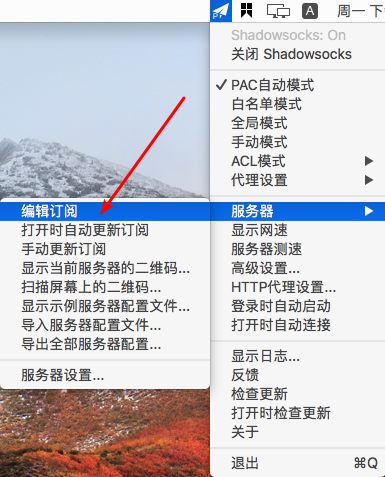 A
周一 下午
Shadowsocks: On
关闭 Shadowsocks
✓ PAC自动模式
白名单模式
全局模式
手动模式
ACL模式
代理设置
服务器
显示网速
服务器测速
高级设置...
HTTP代理设置...
登录时自动启动
打开时自动连接
显示日志...
反馈
检查更新
打开时检查更新
关于
退出 ⌘Q
编辑订阅
打开时自动更新订阅
手动更新订阅
显示当前服务器的二维码...
扫描屏幕上的二维码...
显示示例服务器配置文件...
导入服务器配置文件...
导出全部服务器配置...
服务器设置...